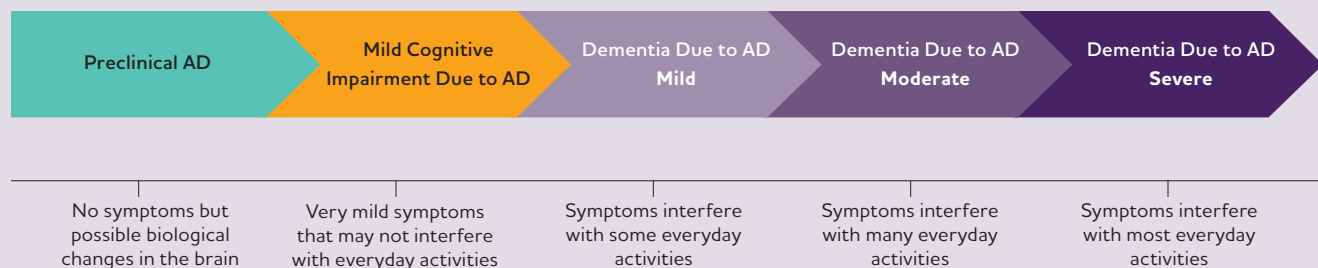 Preclinical AD
Mild Cognitive
Impairment Due to AD
Dementia Due to AD
Mild
Dementia Due to AD
Moderate
Dementia Due to AD
Severe
No symptoms but
possible biological
changes in the brain
Very mild symptoms
that may not interfere
with everyday activities
Symptoms interfere
with some everyday
activities
Symptoms interfere
with many everyday
activities
Symptoms interfere
with most everyday
activities